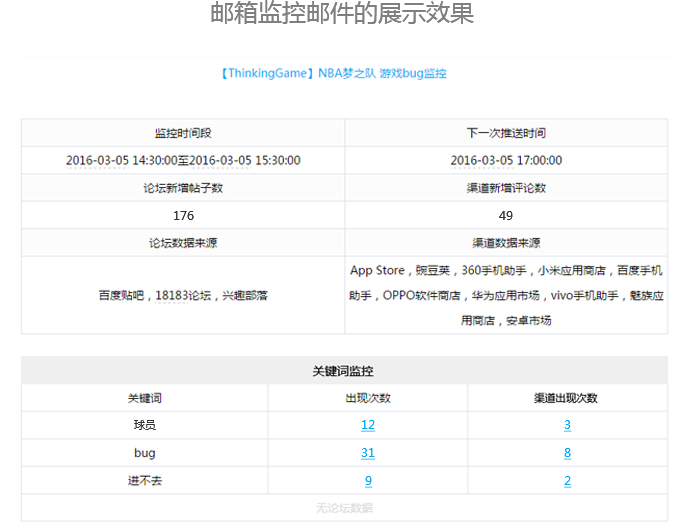 邮箱监控邮件的展示效果
【ThinkingGame】NBA梦之队 游戏bug监控
监控时间段 下一次推送时间
2016-03-05 14:30:00至2016-03-05 15:30:00 2016-03-05 17:00:00
论坛新增帖子数 渠道新增评论数
176 49
论坛数据来源 渠道数据来源
百度贴吧，18183论坛，兴趣部落
App Store，豌豆荚，360手机助手，小米应用商店，百度手机
助手，OPPO软件商店，华为应用市场，vivo手机助手，魅族应
用商店，安卓市场
关键词监控
关键词 出现次数 渠道出现次数
球员 12 3
bug 31 8
进不去 9 2
无论坛数据